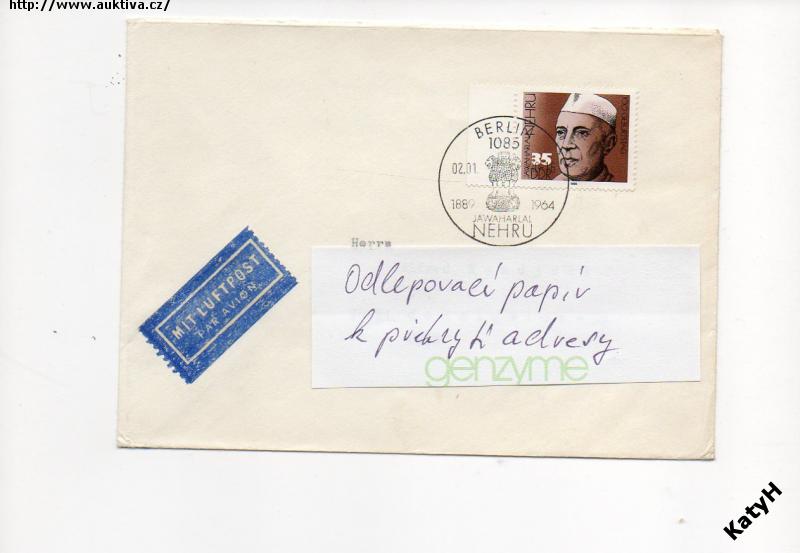 http://www.auktiva.cz/
JAWAHARLAL
NEHRU
35
DDR
BERLIN
1085
02.01.
1889 1964
JAWAHARLAL
NEHRU
MIT LUFTPOST
PAR AVION
Herrn
Odlepovací papír
k překrytí adresy
genzyme
KatyH